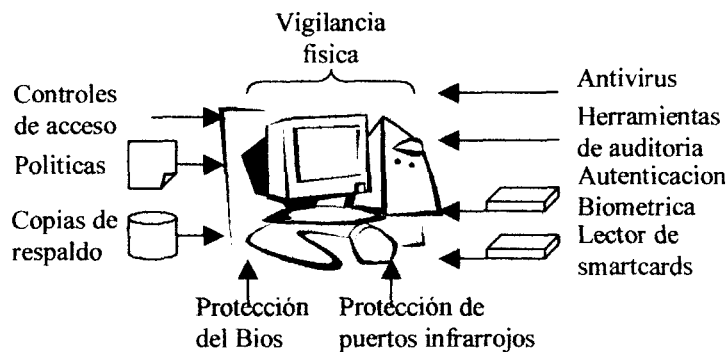 Vigilancia
fisica
Controles
de acceso
Politicas
Copias de
respaldo
Antivirus
Herramientas
de auditoria
Autenticacion
Biometrica
Lector de
smartcards
Protección
del Bios
Protección de
puertos infrarrojos